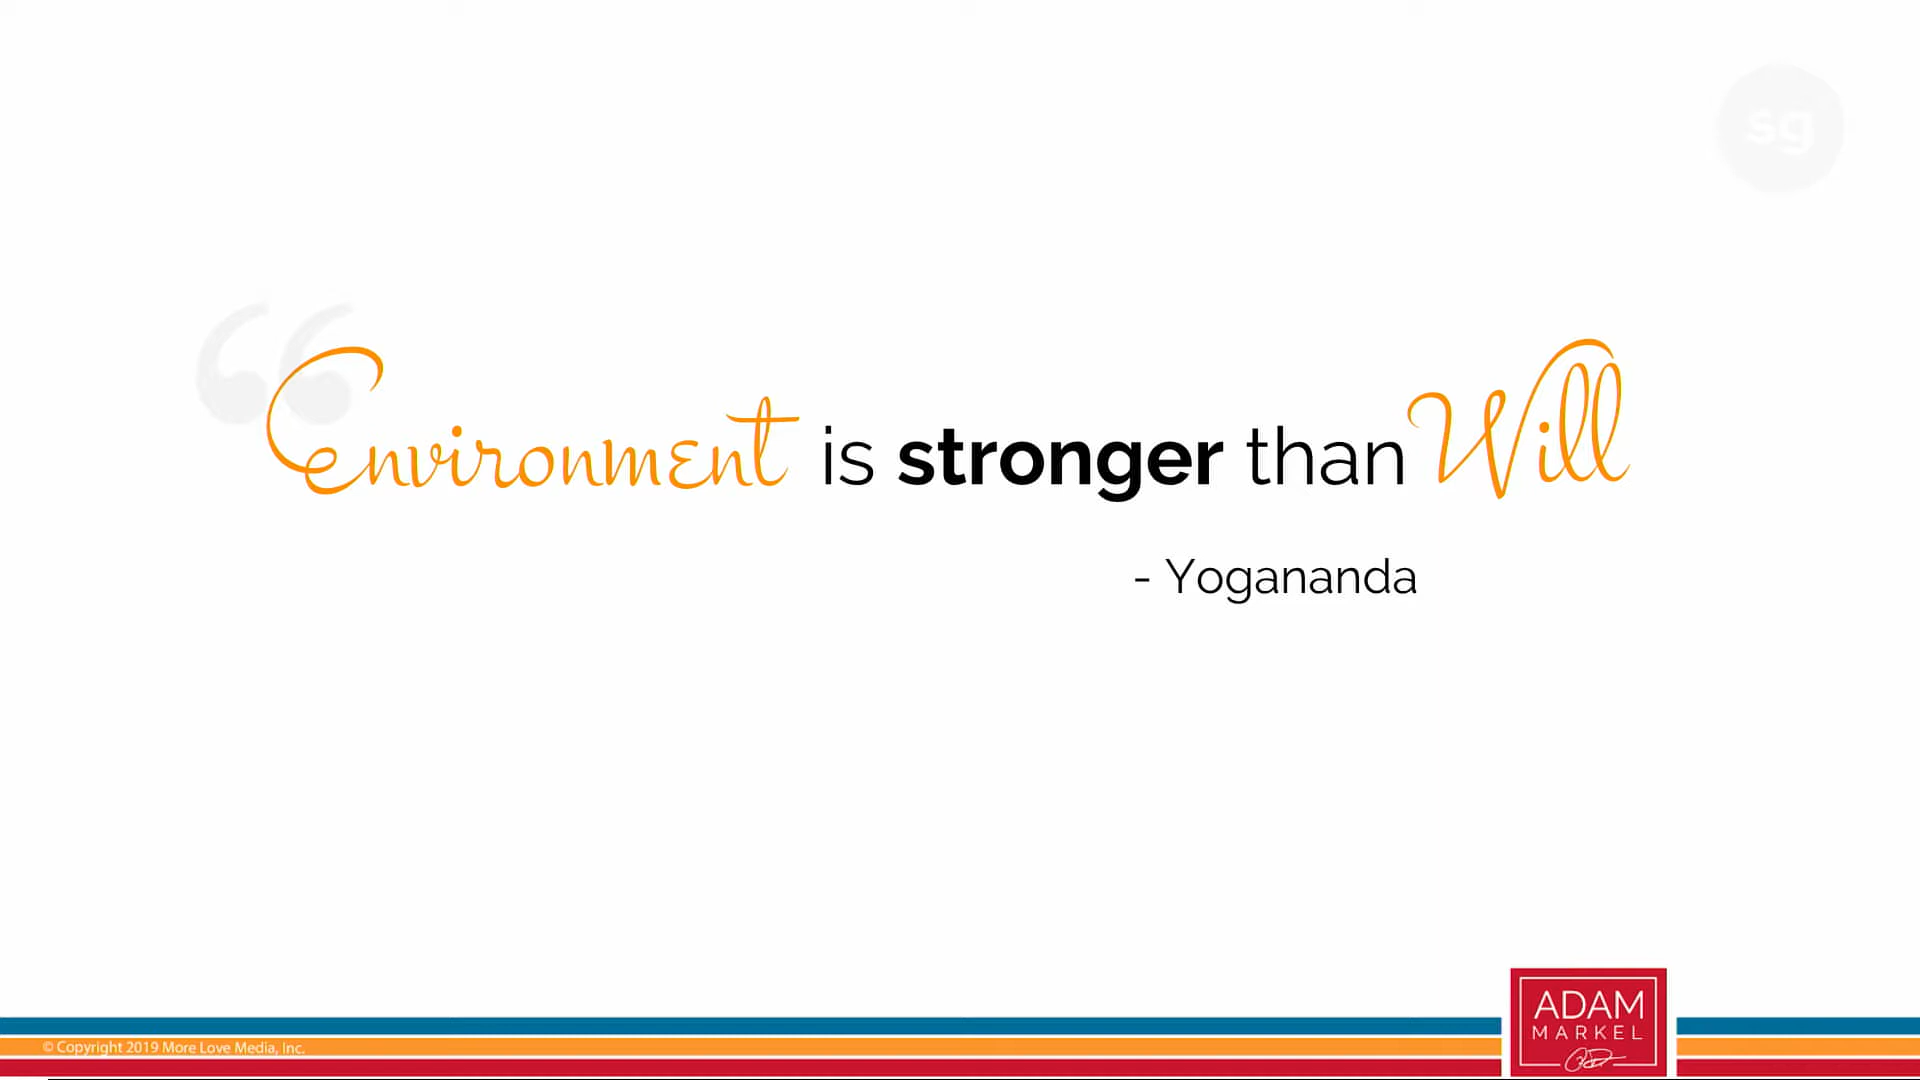 sg
“Environment is stronger than Will
- Yogananda
ADAM
MARKEL
© Copyright 2019 More Love Media, Inc.